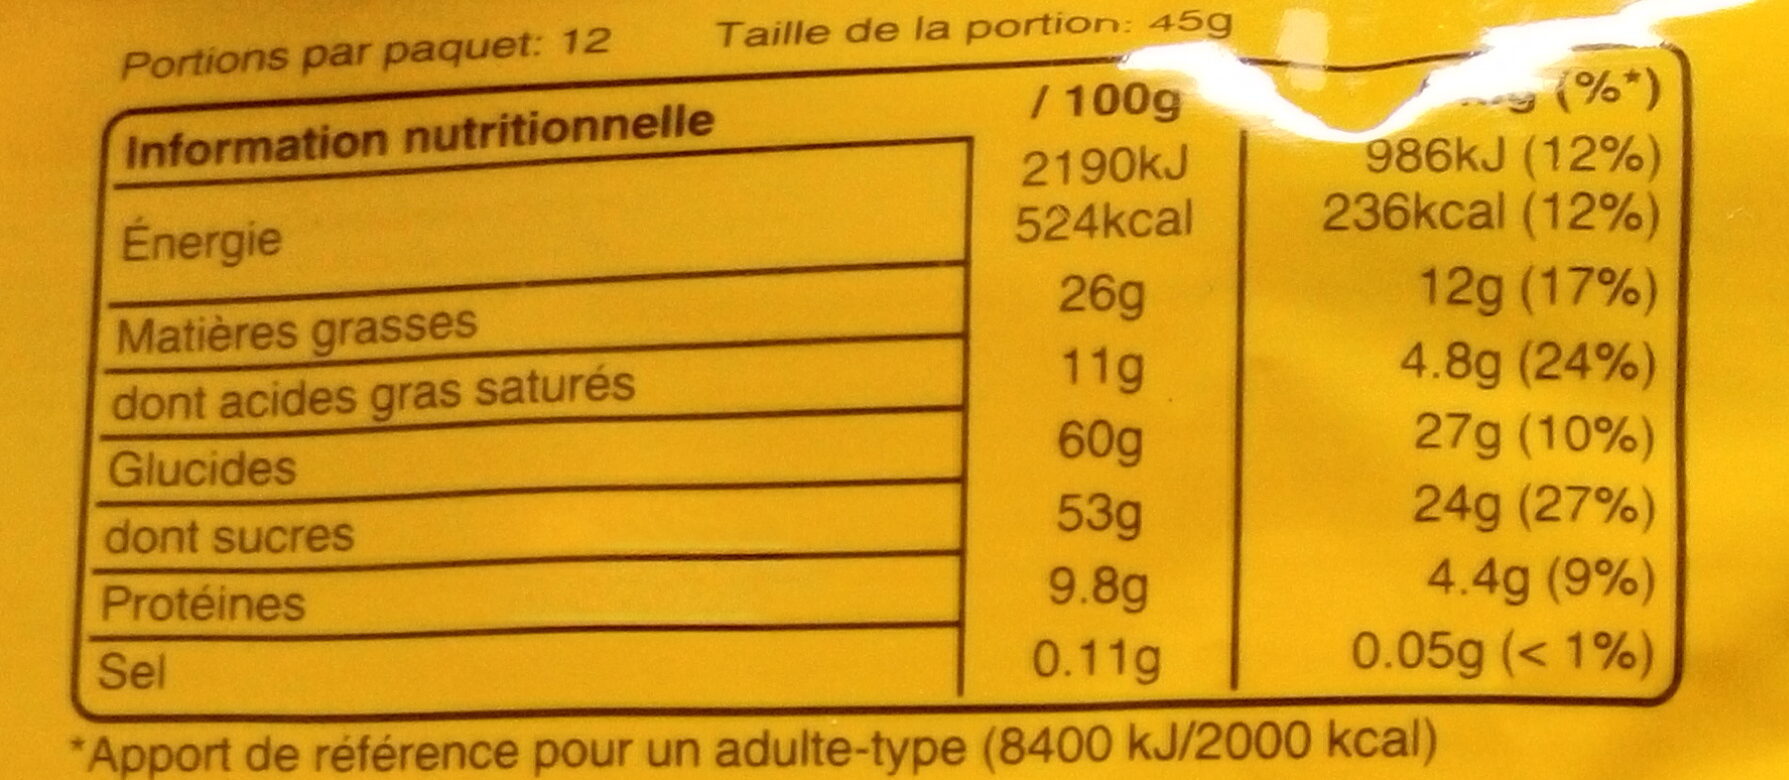 Portions par paquet: 12 Taille de la portion: 45g
Information nutritionnelle / 100g (%*)
Énergie 2190kJ 986kJ (12%)
524kcal 236kcal (12%)
Matières grasses 26g 12g (17%)
dont acides gras saturés 11g 4.8g (24%)
Glucides 60g 27g (10%)
dont sucres 53g 24g (27%)
Protéines 9.8g 4.4g (9%)
Sel 0.11g 0.05g (< 1%)
*Apport de référence pour un adulte-type (8400 kJ/2000 kcal)